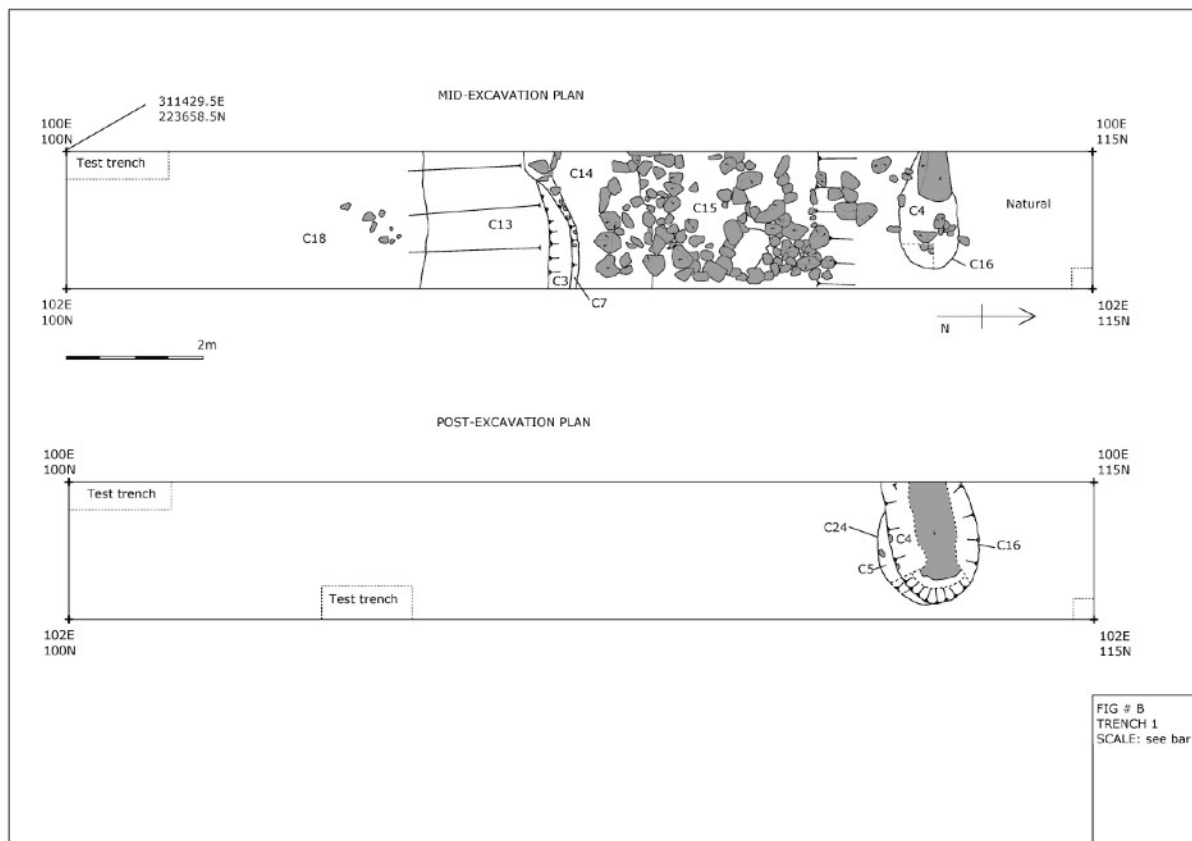 MID-EXCAVATION PLAN
311429.5E
223658.5N
100E
100N
100E
115N
Test trench
C14
C15
C4
Natural
C13
C18
C16
C3
C7
102E
100N
102E
115N
N
2m
POST-EXCAVATION PLAN
100E
100N
100E
115N
Test trench
C24
C4
C16
C5
Test trench
102E
100N
102E
115N
FIG # B
TRENCH 1
SCALE: see bar